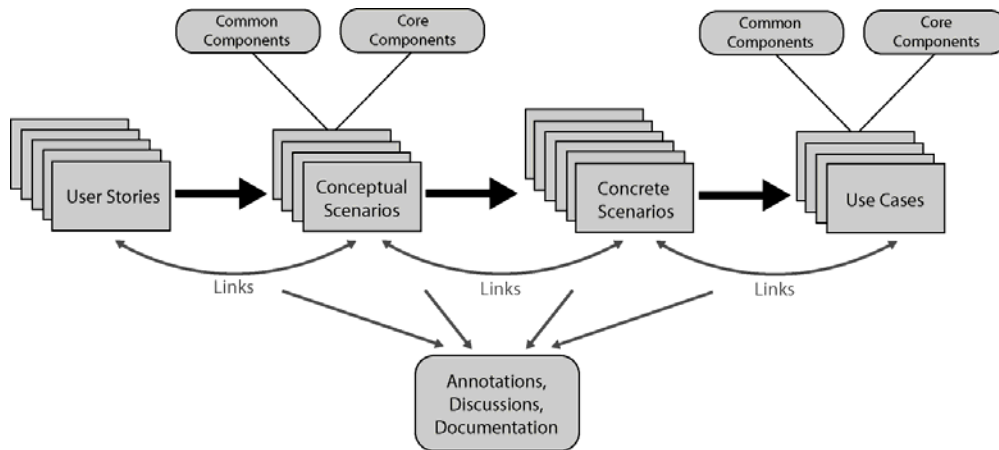 Common
Components
Core
Components
Common
Components
Core
Components
User Stories
Conceptual
Scenarios
Concrete
Scenarios
Use Cases
Links
Links
Links
Annotations,
Discussions,
Documentation